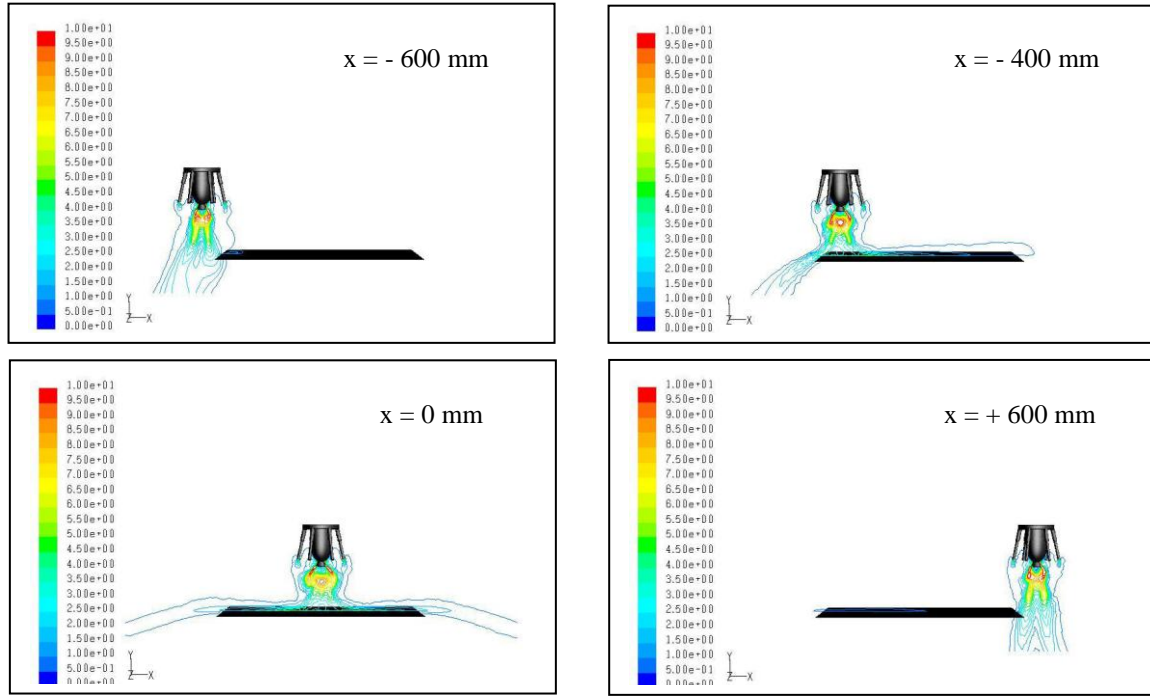 x = - 600 mm
1.00e+01
9.50e+00
9.00e+00
8.50e+00
8.00e+00
7.50e+00
7.00e+00
6.50e+00
6.00e+00
5.50e+00
5.00e+00
4.50e+00
4.00e+00
3.50e+00
3.00e+00
2.50e+00
2.00e+00
1.50e+00
1.00e+00
5.00e-01
0.00e+00
Y
Z X
x = - 400 mm
1.00e+01
9.50e+00
9.00e+00
8.50e+00
8.00e+00
7.50e+00
7.00e+00
6.50e+00
6.00e+00
5.50e+00
5.00e+00
4.50e+00
4.00e+00
3.50e+00
3.00e+00
2.50e+00
2.00e+00
1.50e+00
1.00e+00
5.00e-01
0.00e+00
Y
Z X
x = 0 mm
1.00e+01
9.50e+00
9.00e+00
8.50e+00
8.00e+00
7.50e+00
7.00e+00
6.50e+00
6.00e+00
5.50e+00
5.00e+00
4.50e+00
4.00e+00
3.50e+00
3.00e+00
2.50e+00
2.00e+00
1.50e+00
1.00e+00
5.00e-01
0.00e+00
Y
Z X
x = + 600 mm
1.00e+01
9.50e+00
9.00e+00
8.50e+00
8.00e+00
7.50e+00
7.00e+00
6.50e+00
6.00e+00
5.50e+00
5.00e+00
4.50e+00
4.00e+00
3.50e+00
3.00e+00
2.50e+00
2.00e+00
1.50e+00
1.00e+00
5.00e-01
0.00e+00
Y
Z X